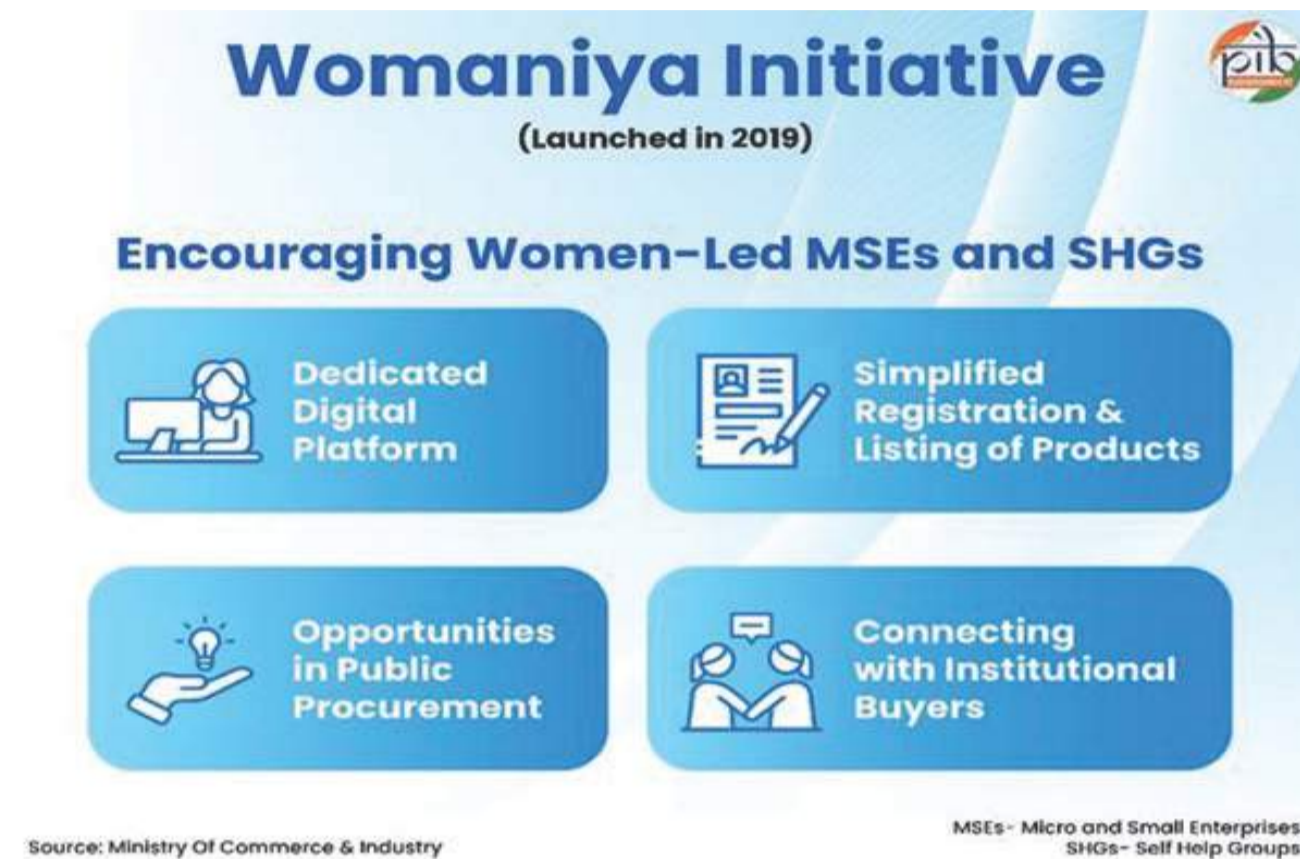 Womaniya Initiative
(Launched in 2019)
pib
Encouraging Women-Led MSEs and SHGs
Dedicated
Digital
Platform
Simplified
Registration &
Listing of Products
Opportunities
in Public
Procurement
Connecting
with Institutional
Buyers
Source: Ministry Of Commerce & Industry
MSEs- Micro and Small Enterprises
SHGs- Self Help Groups